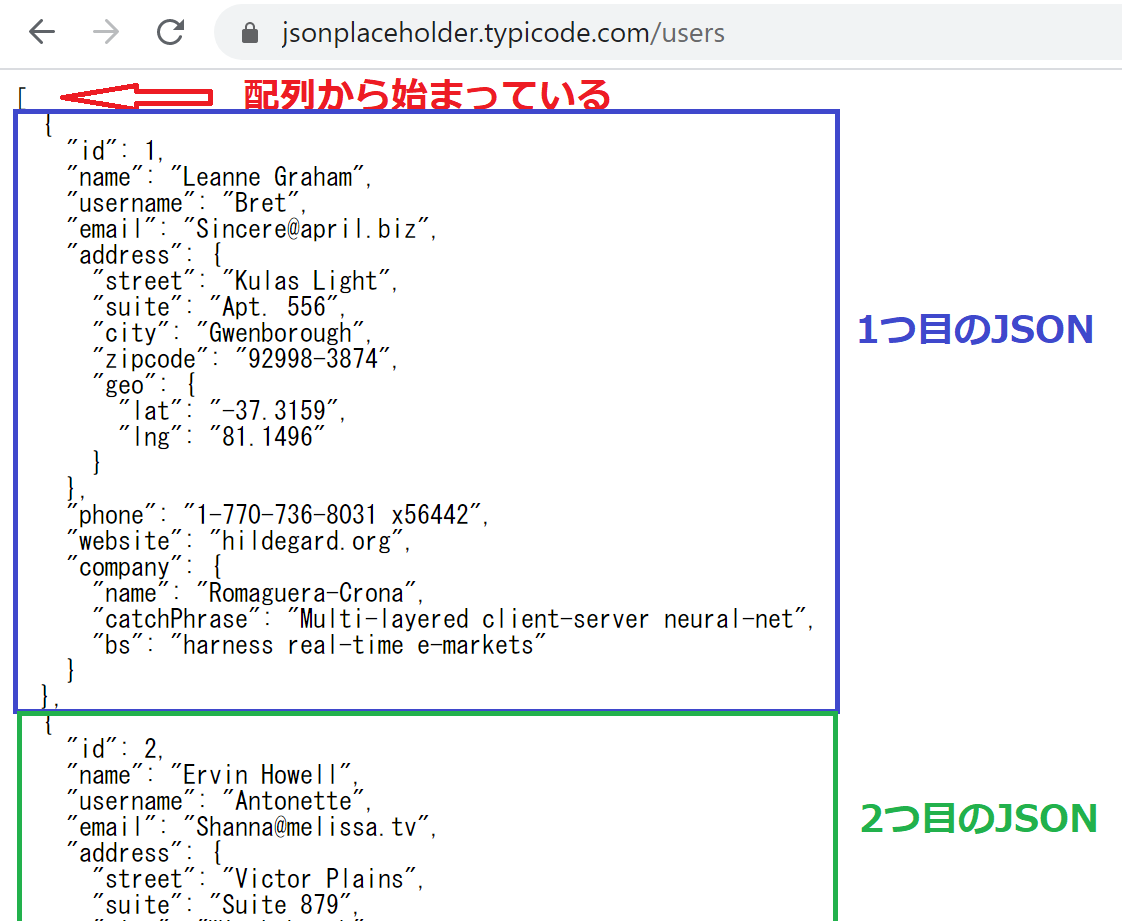 jsonplaceholder.typicode.com/users
[ 配列から始まっている
{
"id": 1,
"name": "Leanne Graham",
"username": "Bret",
"email": "Sincere@april.biz",
"address": {
"street": "Kulas Light",
"suite": "Apt. 556",
"city": "Gwenborough",
"zipcode": "92998-3874",
"geo": {
"lat": "-37.3159",
"lng": "81.1496"
}
},
"phone": "1-770-736-8031 x56442",
"website": "hildegard.org",
"company": {
"name": "Romaguera-Crona",
"catchPhrase": "Multi-layered client-server neural-net",
"bs": "harness real-time e-markets"
}
},
1つ目のJSON
{
"id": 2,
"name": "Ervin Howell",
"username": "Antonette",
"email": "Shanna@melissa.tv",
"address": {
"street": "Victor Plains",
"suite": "Suite 879",
2つ目のJSON